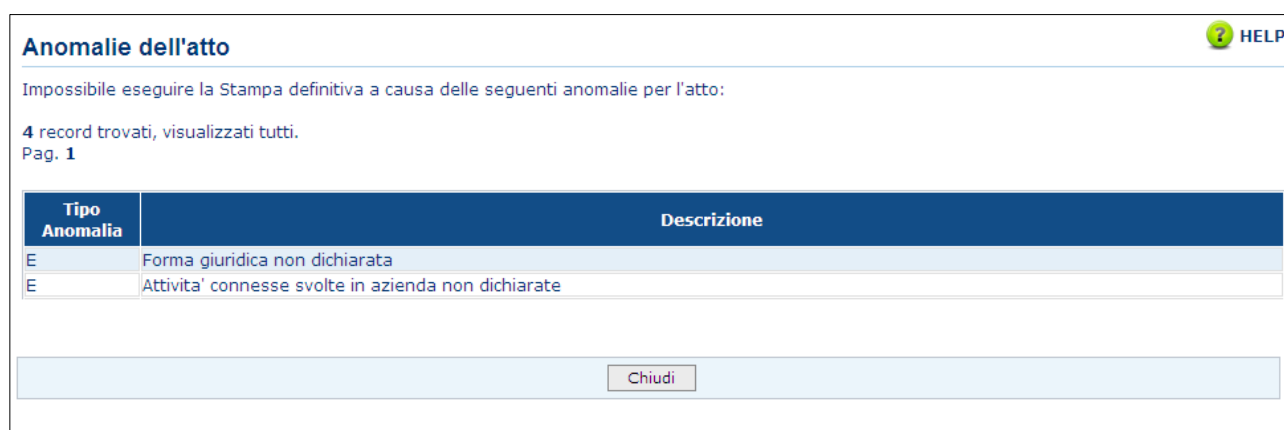 Anomalie dell'atto
? HELP
Impossibile eseguire la Stampa definitiva a causa delle seguenti anomalie per l'atto:
4 record trovati, visualizzati tutti.
Pag. 1
Tipo Anomalia Descrizione
E Forma giuridica non dichiarata
E Attivita' connesse svolte in azienda non dichiarate
Chiudi